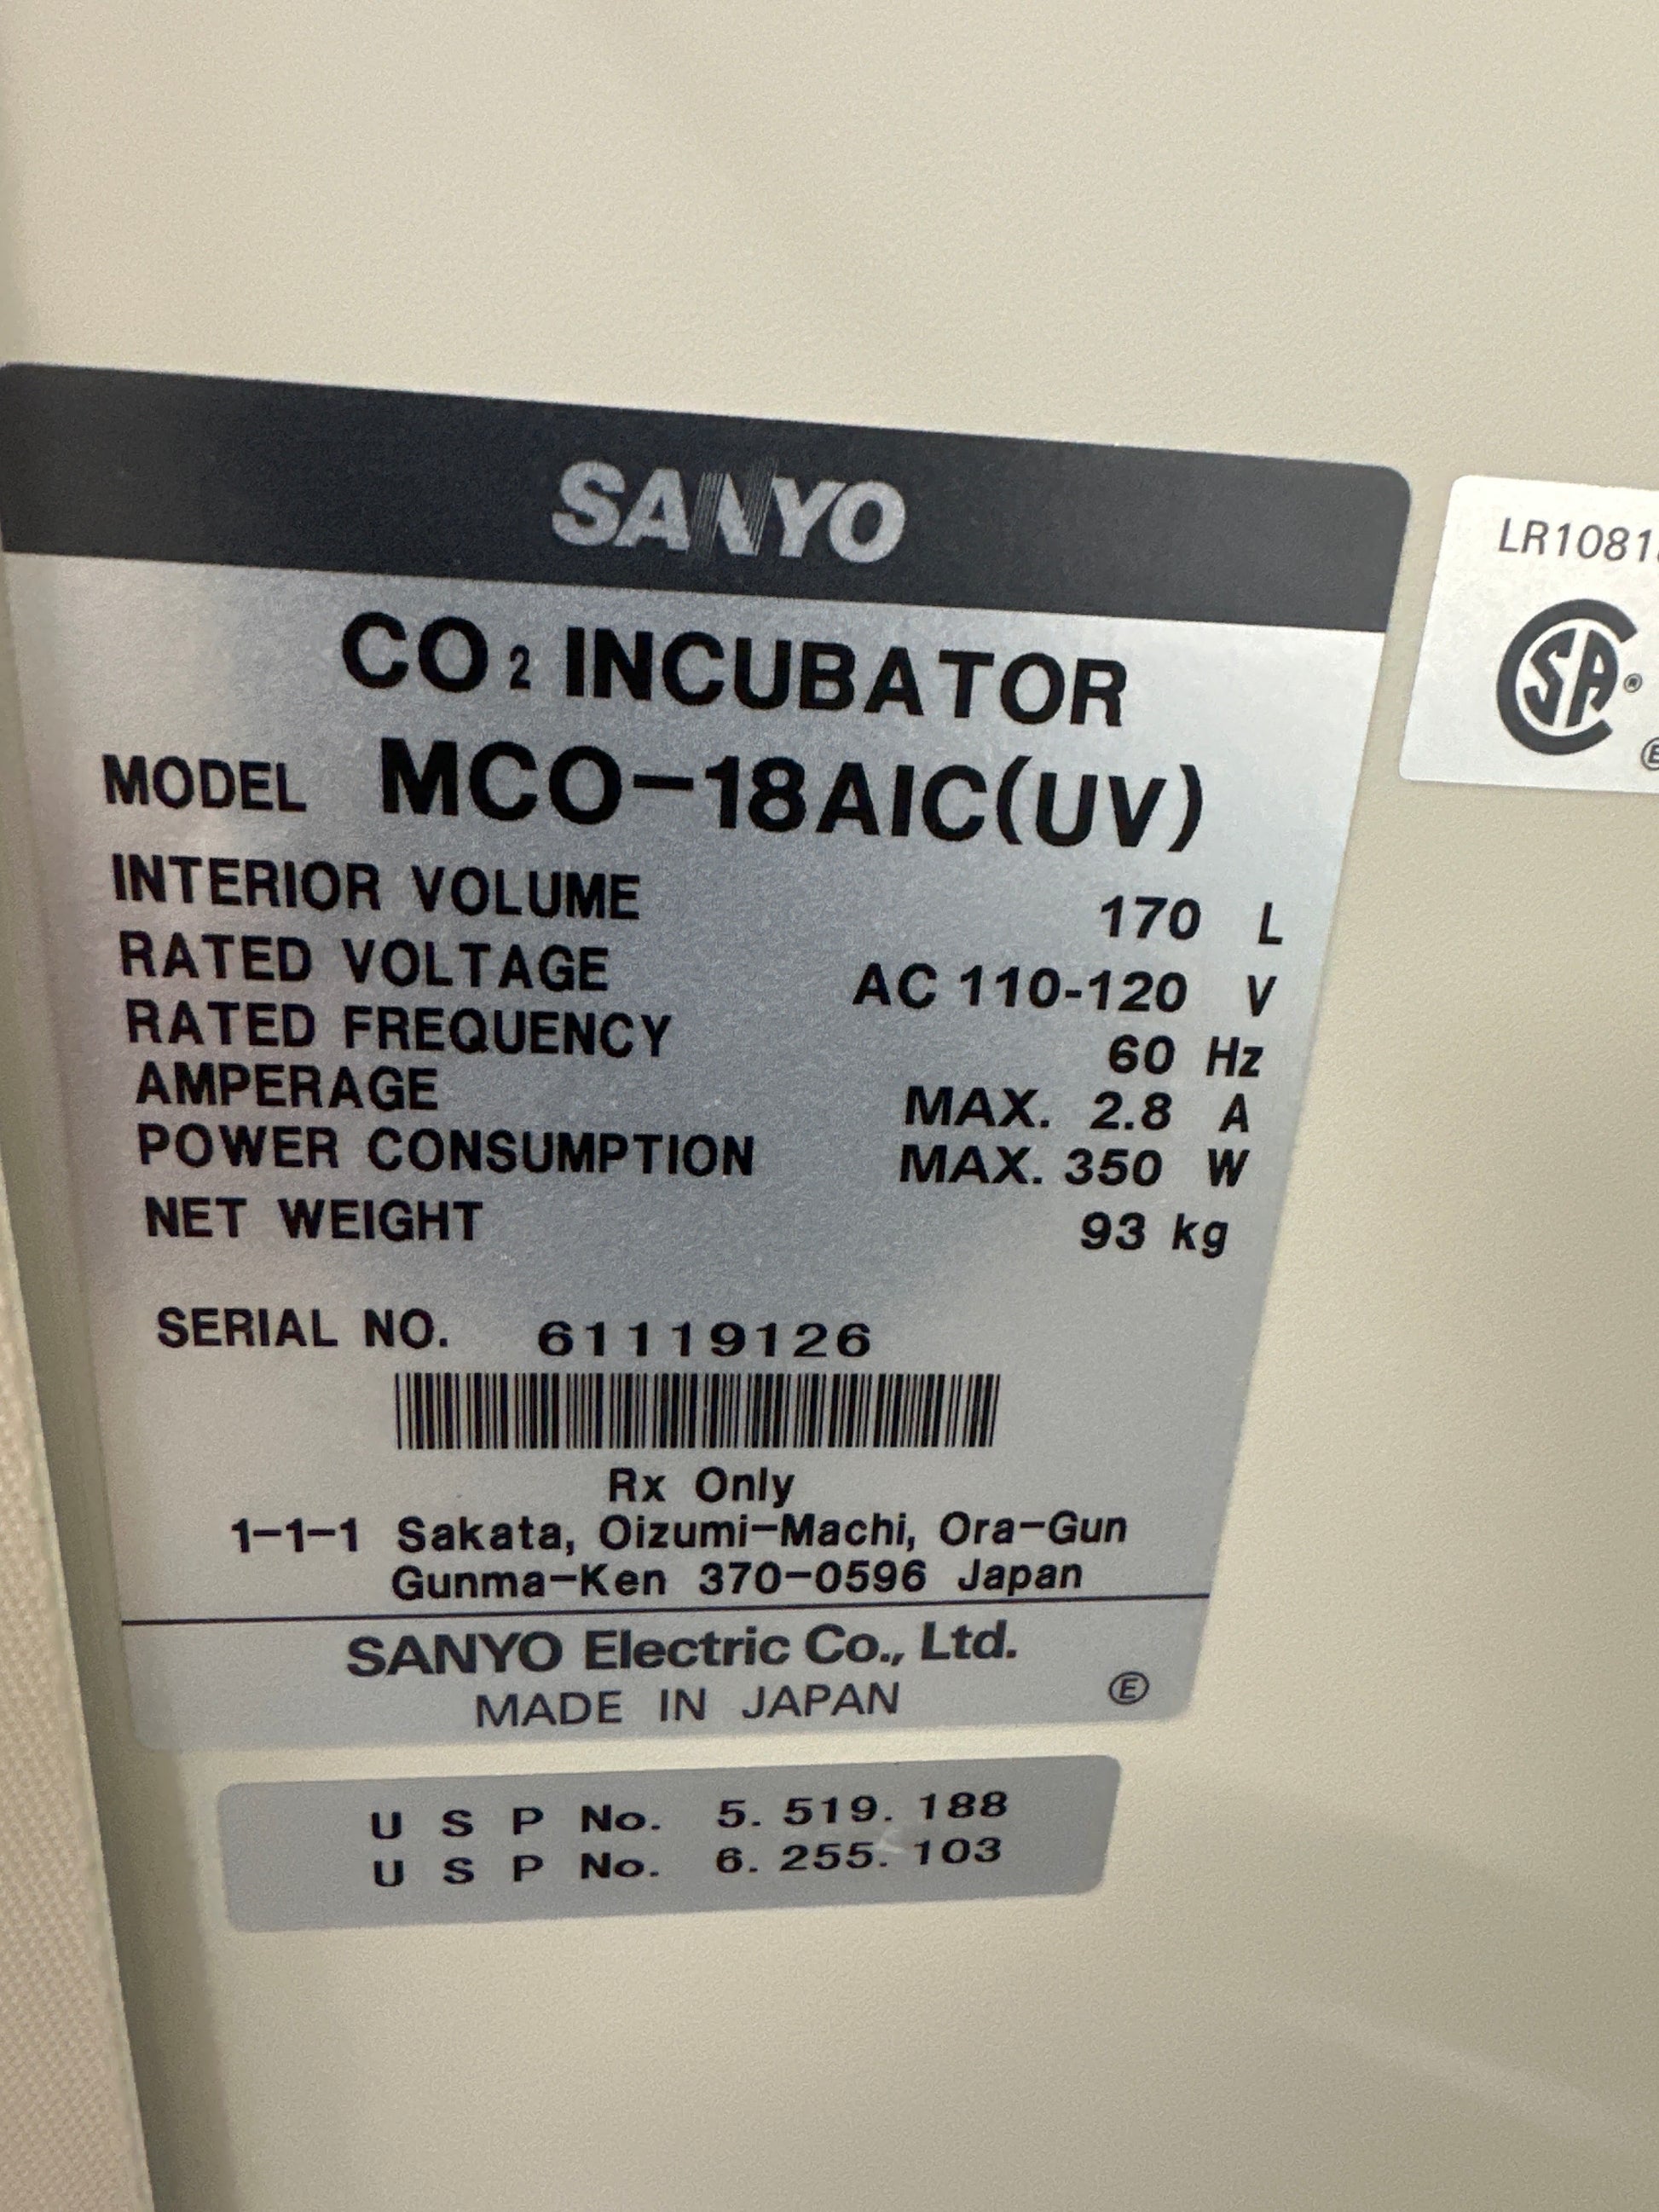 SANYO
CO2 INCUBATOR
MODEL MCO-18AIC(UV)
INTERIOR VOLUME 170 L
RATED VOLTAGE AC 110-120 V
RATED FREQUENCY 60 Hz
AMPERAGE MAX. 2.8 A
POWER CONSUMPTION MAX. 350 W
NET WEIGHT 93 kg
SERIAL NO. 61119126
Rx Only
1-1-1 Sakata, Oizumi-Machi, Ora-Gun
Gunma-Ken 370-0596 Japan
SANYO Electric Co., Ltd.
MADE IN JAPAN
Ⓔ
U S P No. 5. 519. 188
U S P No. 6. 255. 103
SA®